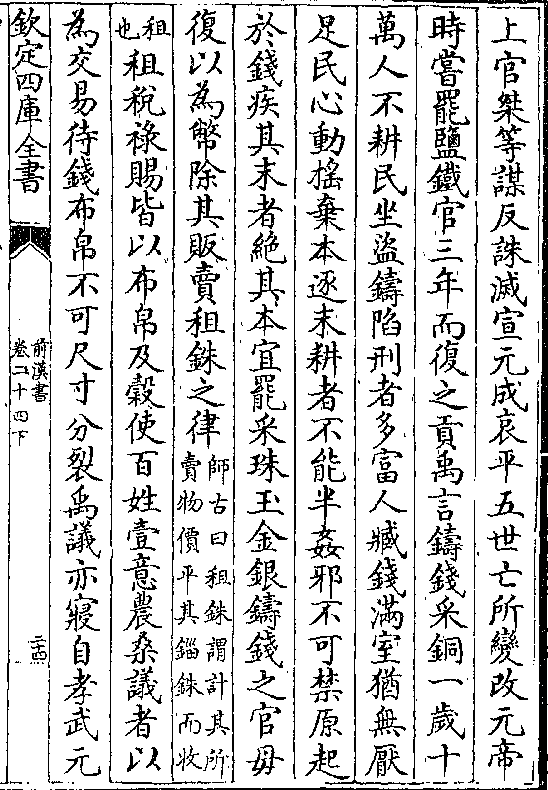 上官桀等謀反誅滅宣元成哀平五世亡所變改元帝
時嘗罷鹽鐵官三年而復之貢禹言鑄錢采銅一歲十
萬人不耕民坐盜鑄陷刑者多富人臧錢滿室猶無厭
足民心動搖棄本逐末耕者不能半姦邪不可禁原起
於錢疾其末者絶其本宜罷采珠玉金銀鑄錢之官毋
復以為幣除其販賣租銖之律師古曰租銖謂計其所賣物價平其錙銖而收
租也租稅祿賜皆以布帛及穀使百姓壹意農桑議者以
為交易待錢布帛不可尺寸分裂禹議亦寢自孝武元
欽定四庫全書
前漢書
卷二十四下
二十四